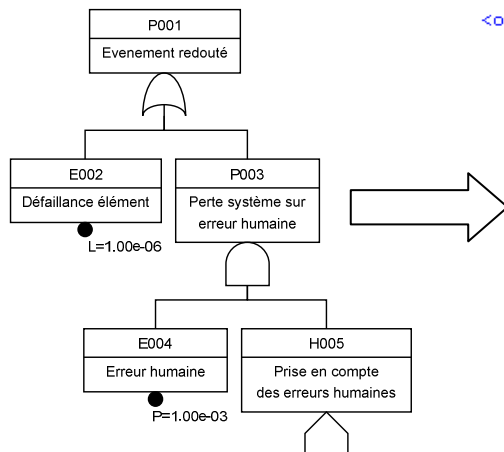 P001
Evenement redouté
<o
E002
Défaillance élément
L=1.00e-06
P003
Perte système sur
erreur humaine
E004
Erreur humaine
P=1.00e-03
H005
Prise en compte
des erreurs humaines